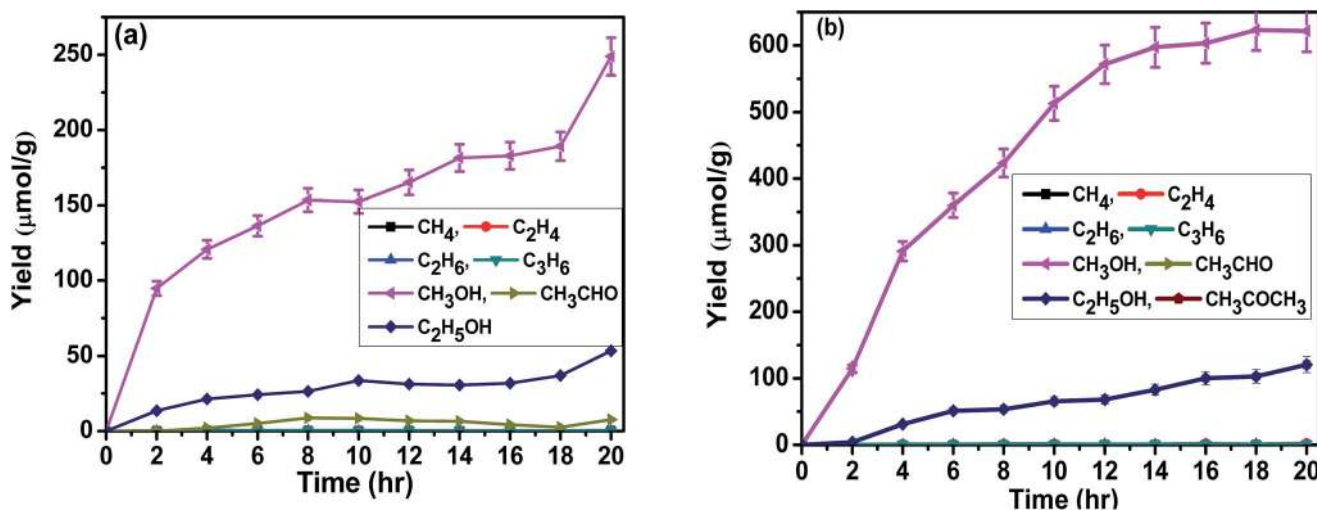 (a)
Yield (μmol/g)
250
200
150
100
50
0
CH₄, C₂H₄
C₂H₆, C₃H₆
CH₃OH, CH₃CHO
C₂H₅OH
0 2 4 6 8 10 12 14 16 18 20
Time (hr)
(b)
Yield (μmol/g)
600
500
400
300
200
100
0
CH₄, C₂H₄
C₂H₆, C₃H₆
CH₃OH, CH₃CHO
C₂H₅OH, CH₃COCH₃
0 2 4 6 8 10 12 14 16 18 20
Time (hr)